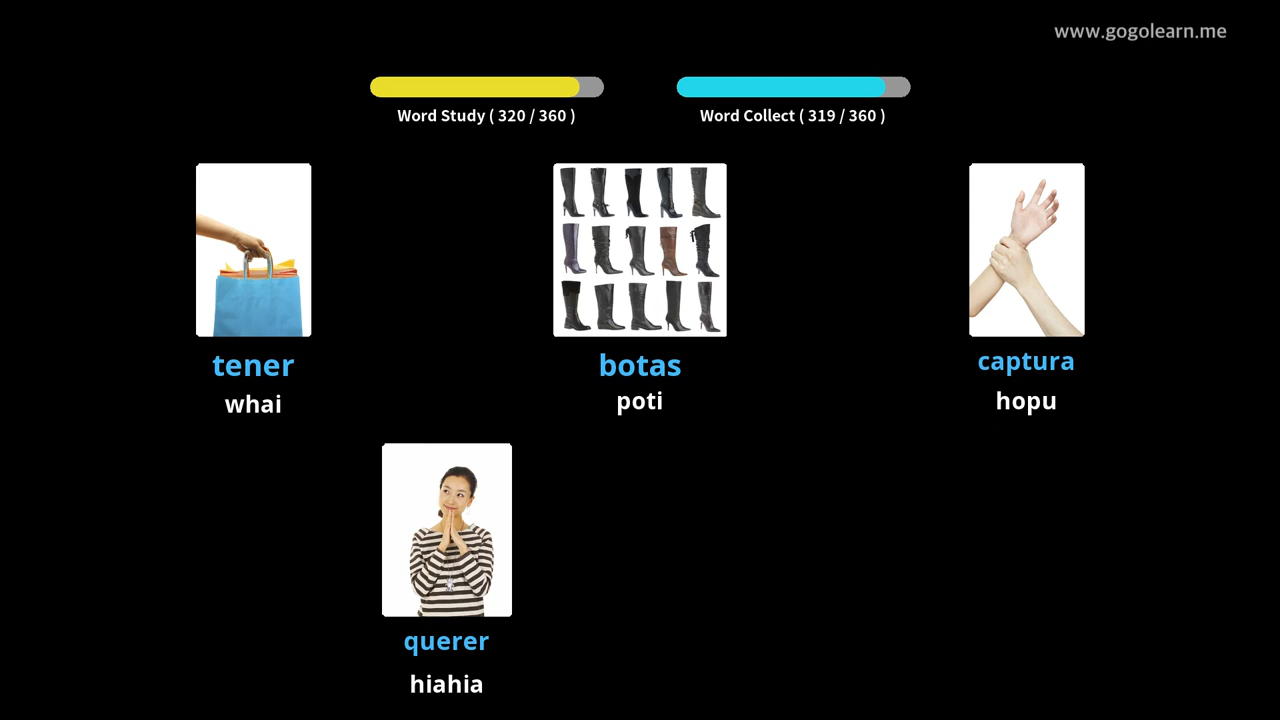 www.gogolearn.me
Word Study ( 320 / 360 )
Word Collect ( 319 / 360 )
tener
whai
botas
poti
captura
hopu
querer
hiahia